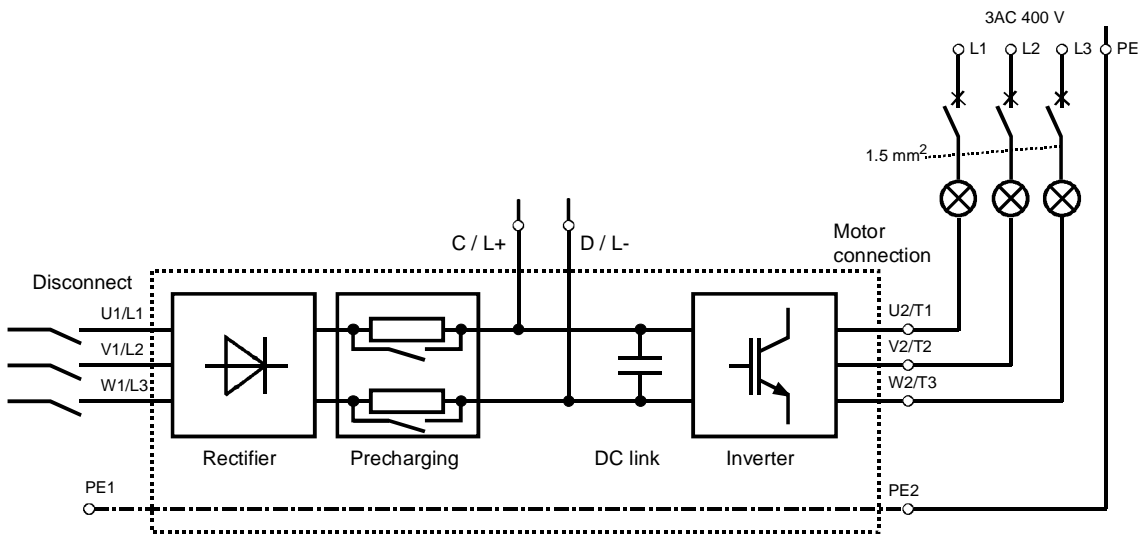 3AC 400 V
L1
L2
L3
PE
1.5 mm²
C / L+
D / L-
Motor
connection
Disconnect
U1/L1
U2/T1
V1/L2
V2/T2
W1/L3
W2/T3
Rectifier
Precharging
DC link
Inverter
PE1
PE2